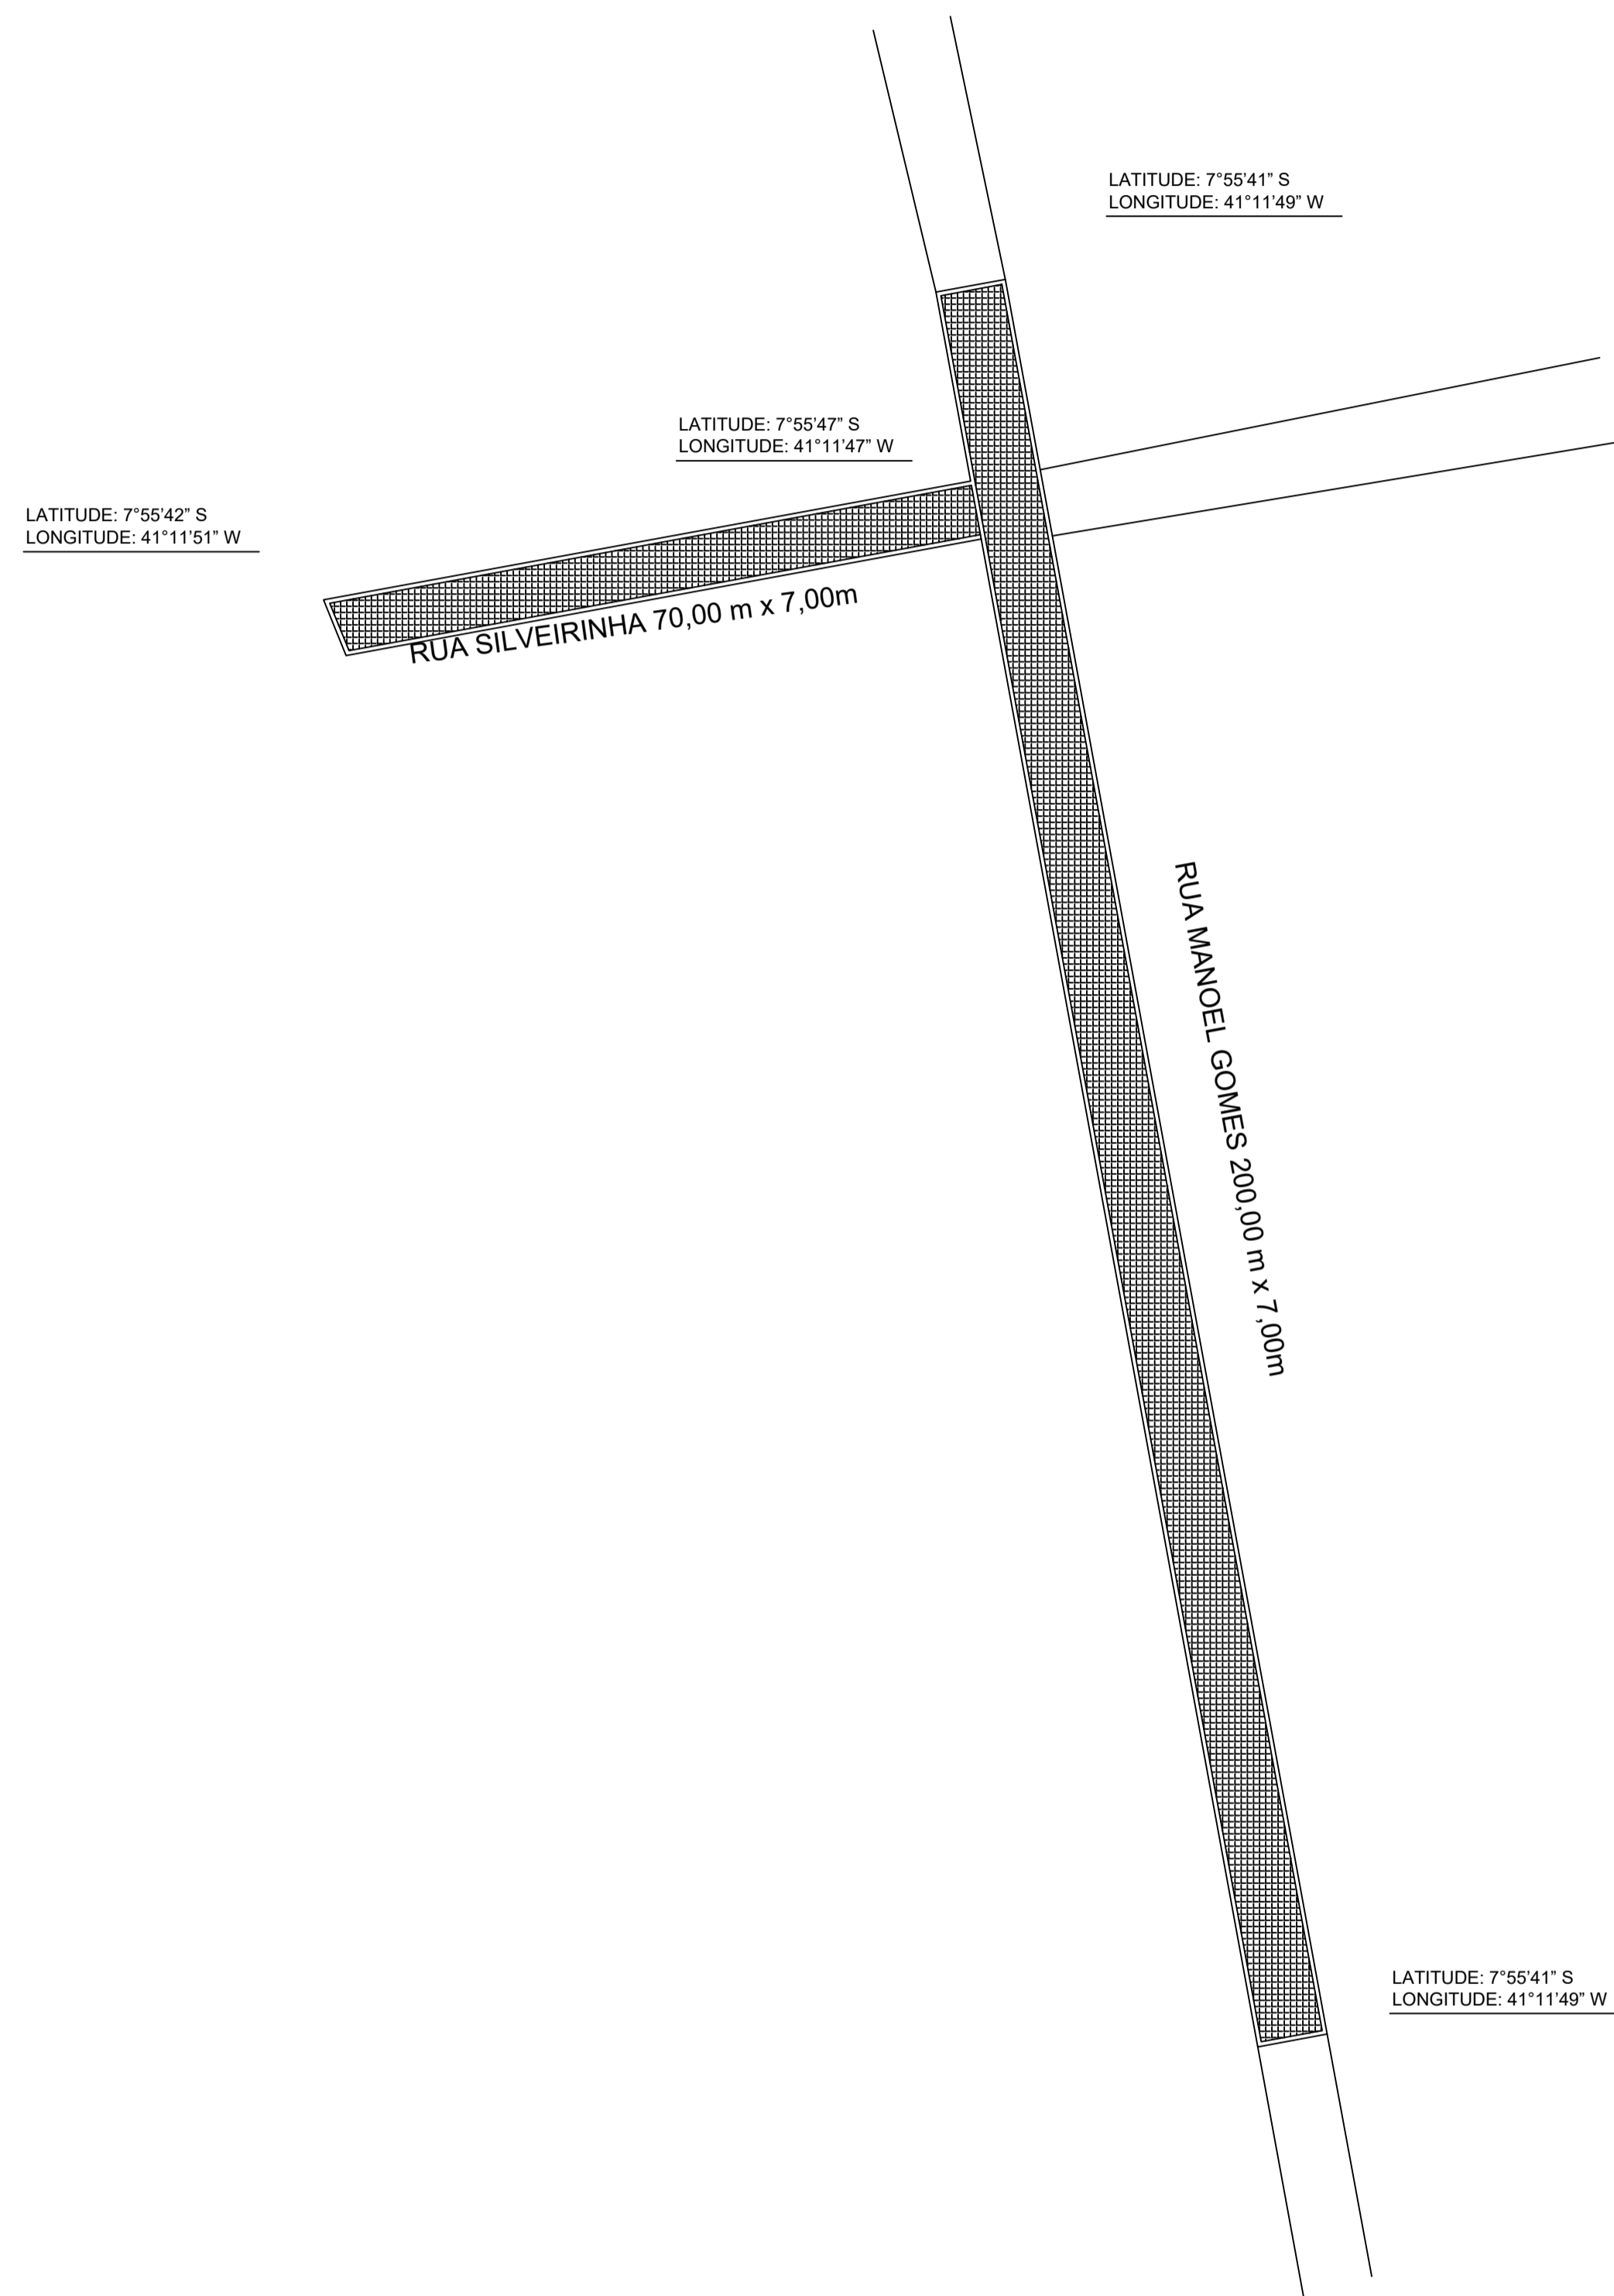 LATITUDE: 7°55'41” S
LONGITUDE: 41°11'49” W
LATITUDE: 7°55'47” S
LONGITUDE: 41°11'47” W
LATITUDE: 7°55'42” S
LONGITUDE: 41°11'51” W
RUA SILVEIRINHA 70,00 m x 7,00m
RUA MANOEL GOMES 200,00 m x 7,00m
LATITUDE: 7°55'41” S
LONGITUDE: 41°11'49” W